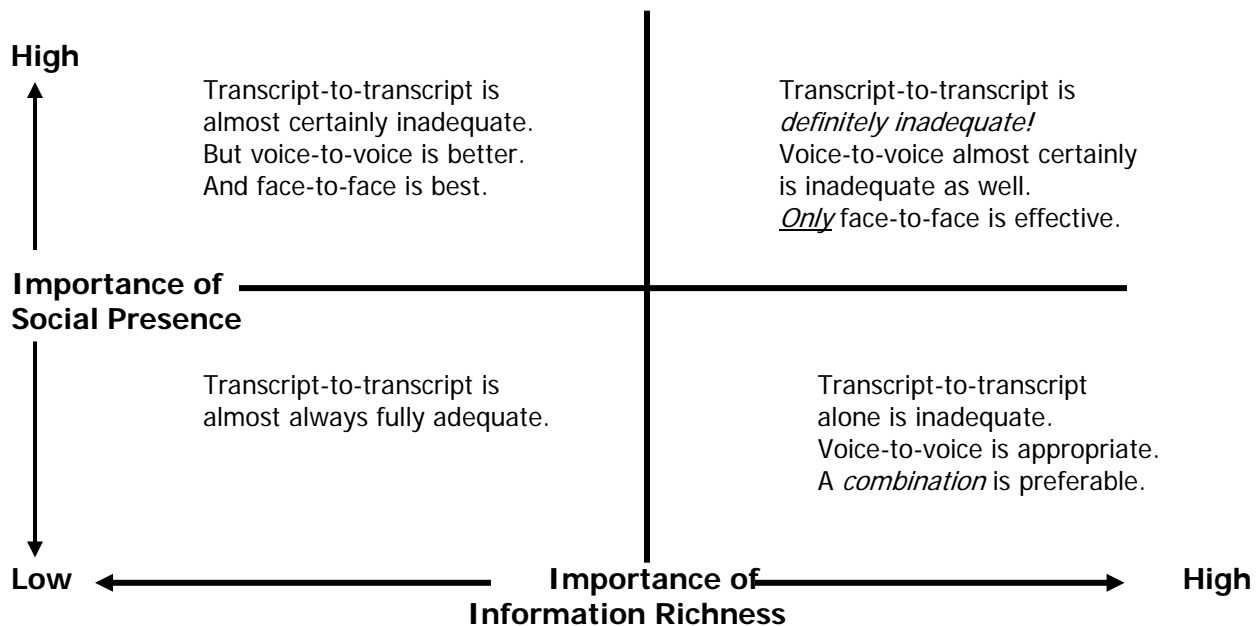 High
Transcript-to-transcript is
almost certainly inadequate.
But voice-to-voice is better.
And face-to-face is best.
Transcript-to-transcript is
definitely inadequate!
Voice-to-voice almost certainly
is inadequate as well.
Only face-to-face is effective.
Importance of
Social Presence
Transcript-to-transcript is
almost always fully adequate.
Transcript-to-transcript
alone is inadequate.
Voice-to-voice is appropriate.
A combination is preferable.
Low
Importance of
Information Richness
High